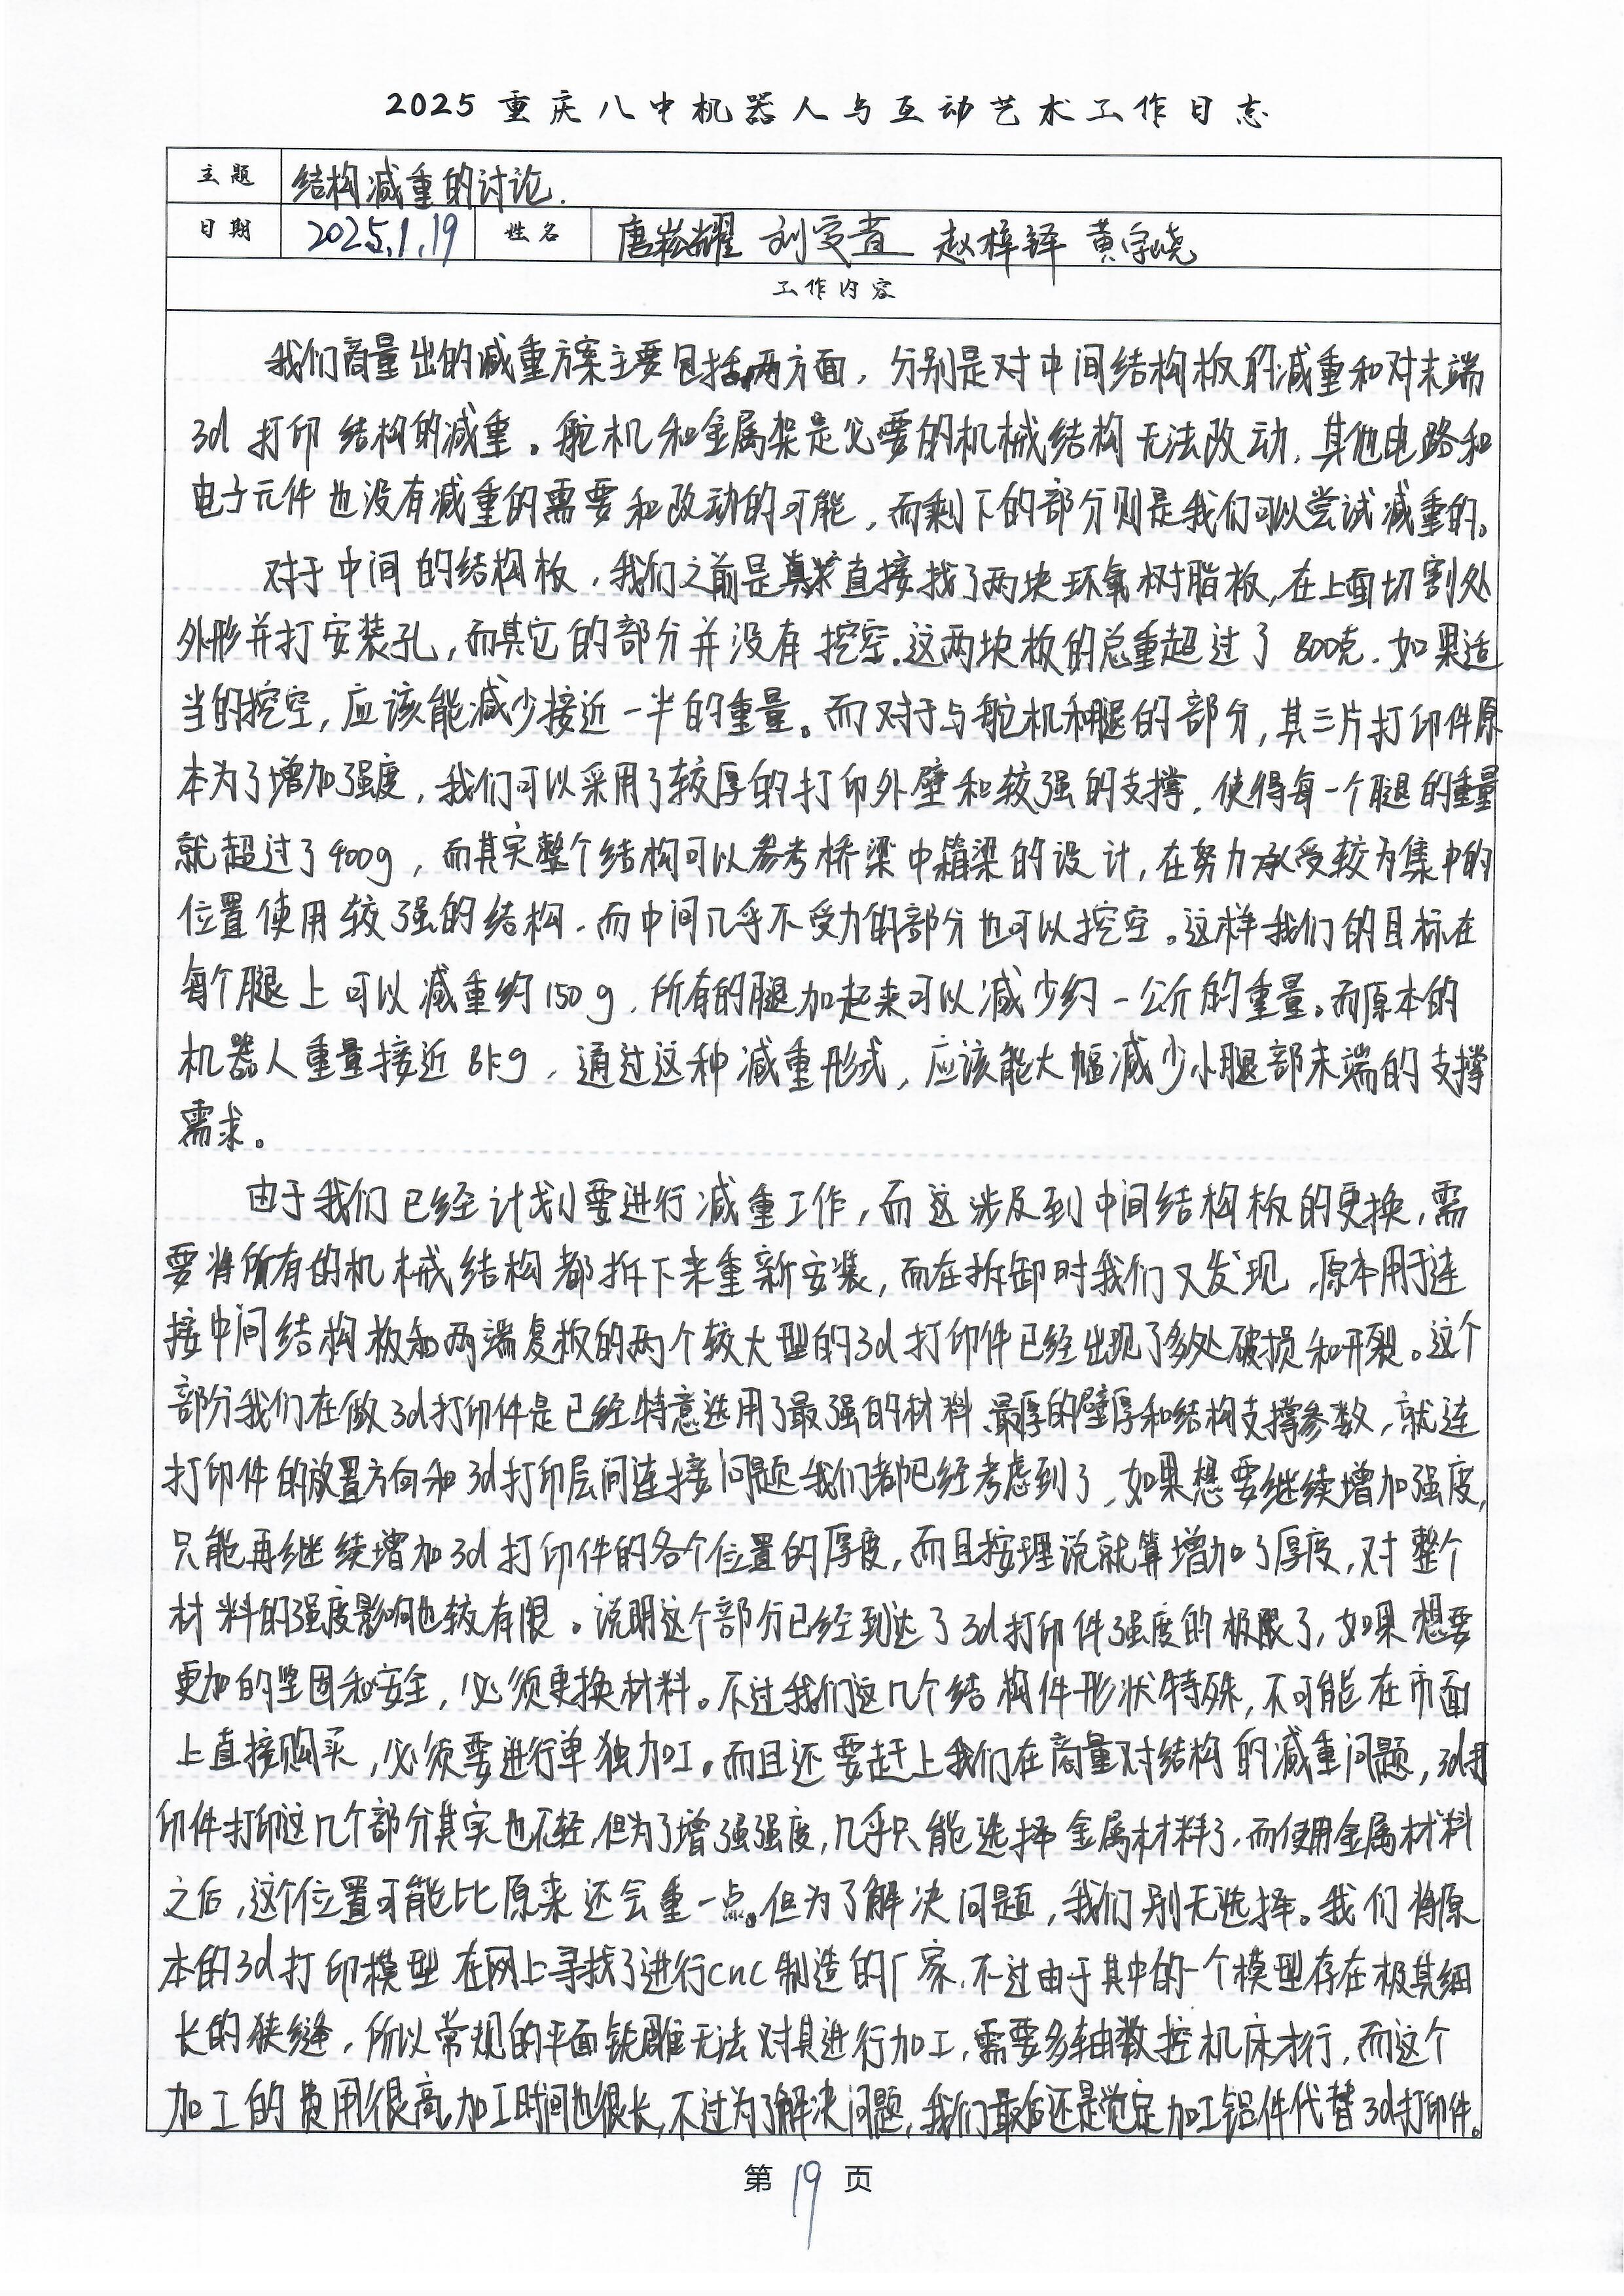 2025重庆八中机器人与互动艺术工作日志
主题 结构减重的讨论.
日期 2025.1.19 姓名 唐崧耀 刘安 赵梓铎 黄宇晓
工作内容
我们商量出的减重方案主要包括两方面，分别是对中间结构板的减重和对末端
3d打印结构的减重。舵机和金属架是必要的机械结构无法改动，其他电路和
电子元件也没有减重的需要和改动的可能，而剩下的部分则是我们可以尝试减重的。
对于中间的结构板，我们之前是直接找了两块环氧树脂板，在上面切割处
外形并打安装孔，而其它的部分并没有挖空.这两块板的总重超过了800克.如果适
当的挖空，应该能减少接近一半的重量。而对于与舵机和腿的部分，其三片打印件原
本为了增加了强度，我们可以采用了较厚的打印外壁和较强的支撑，使得每一个腿的重量
就超过了400g，而其实整个结构可以参考桥梁中箱梁的设计，在努力承受较为集中的
位置使用较强的结构.而中间几乎不受力的部分也可以挖空。这样我们的目标在
每个腿上可以减重约150g.所有的腿加起来可以减少约一公斤的重量。而原本的
机器人重量接近8kg，通过这种减重形式，应该能大幅减少小腿部末端的支撑
需求。
由于我们已经计划要进行减重工作，而这涉及到中间结构板的更换，需
要将所有的机械结构都拆下来重新安装，而在拆卸时我们又发现，原本用于连
接中间结构板和两端复板的两个较大型的3d打印件已经出现了多处破损和开裂。这个
部分我们在做3d打印件是已经特意选用了最强的材料、最厚的壁厚和结构支撑参数，就连
打印件的放置方向和3d打印层间连接问题我们都已经考虑到了，如果想要继续增加强度，
只能再继续增加3d打印件的各个位置的厚度，而且按理说就算增加了厚度，对整个
材料的强度影响也较有限。说明这个部分已经到达了3d打印件强度的极限了，如果想要
更加的坚固和安全，必须更换材料。不过我们这几个结构件形状特殊，不可能在市面
上直接购买，必须要进行单独加工。而且还要赶上我们在商量对结构的减重问题，3d打
印件打印这几个部分其实也不轻，但为了增强强度，几乎只能选择金属材料了，而使用金属材料
之后，这个位置可能比原来还会重一点。但为了解决问题，我们别无选择。我们将原
本的3d打印模型在网上寻找了进行cnc制造的厂家，不过由于其中的一个模型存在极其细
长的狭缝，所以常规的平面铣雕无法对其进行加工，需要多轴数控机床才行，而这个
加工的费用很高，加工时间也很长，不过为了解决问题，我们最后还是觉定加工铝件代替3d打印件。
第19页